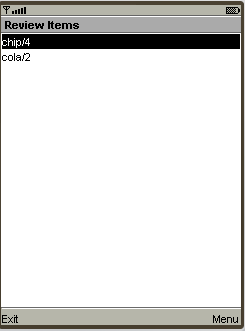 Review Items
chip/4
cola/2
Exit Menu